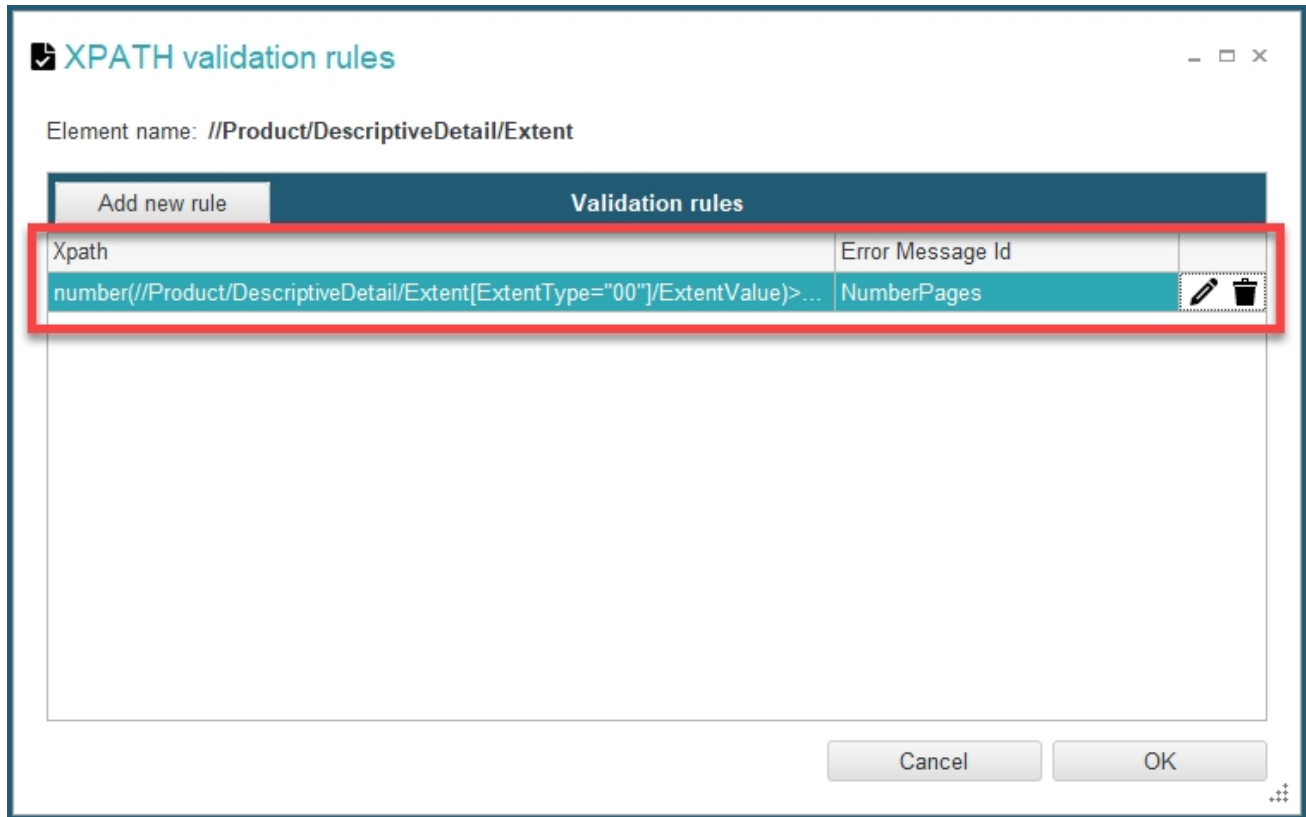 XPATH validation rules
Element name: //Product/DescriptiveDetail/Extent
Add new rule Validation rules
Xpath Error Message Id
number(//Product/DescriptiveDetail/Extent[ExtentType="00"]/ExtentValue)>... NumberPages
Cancel OK